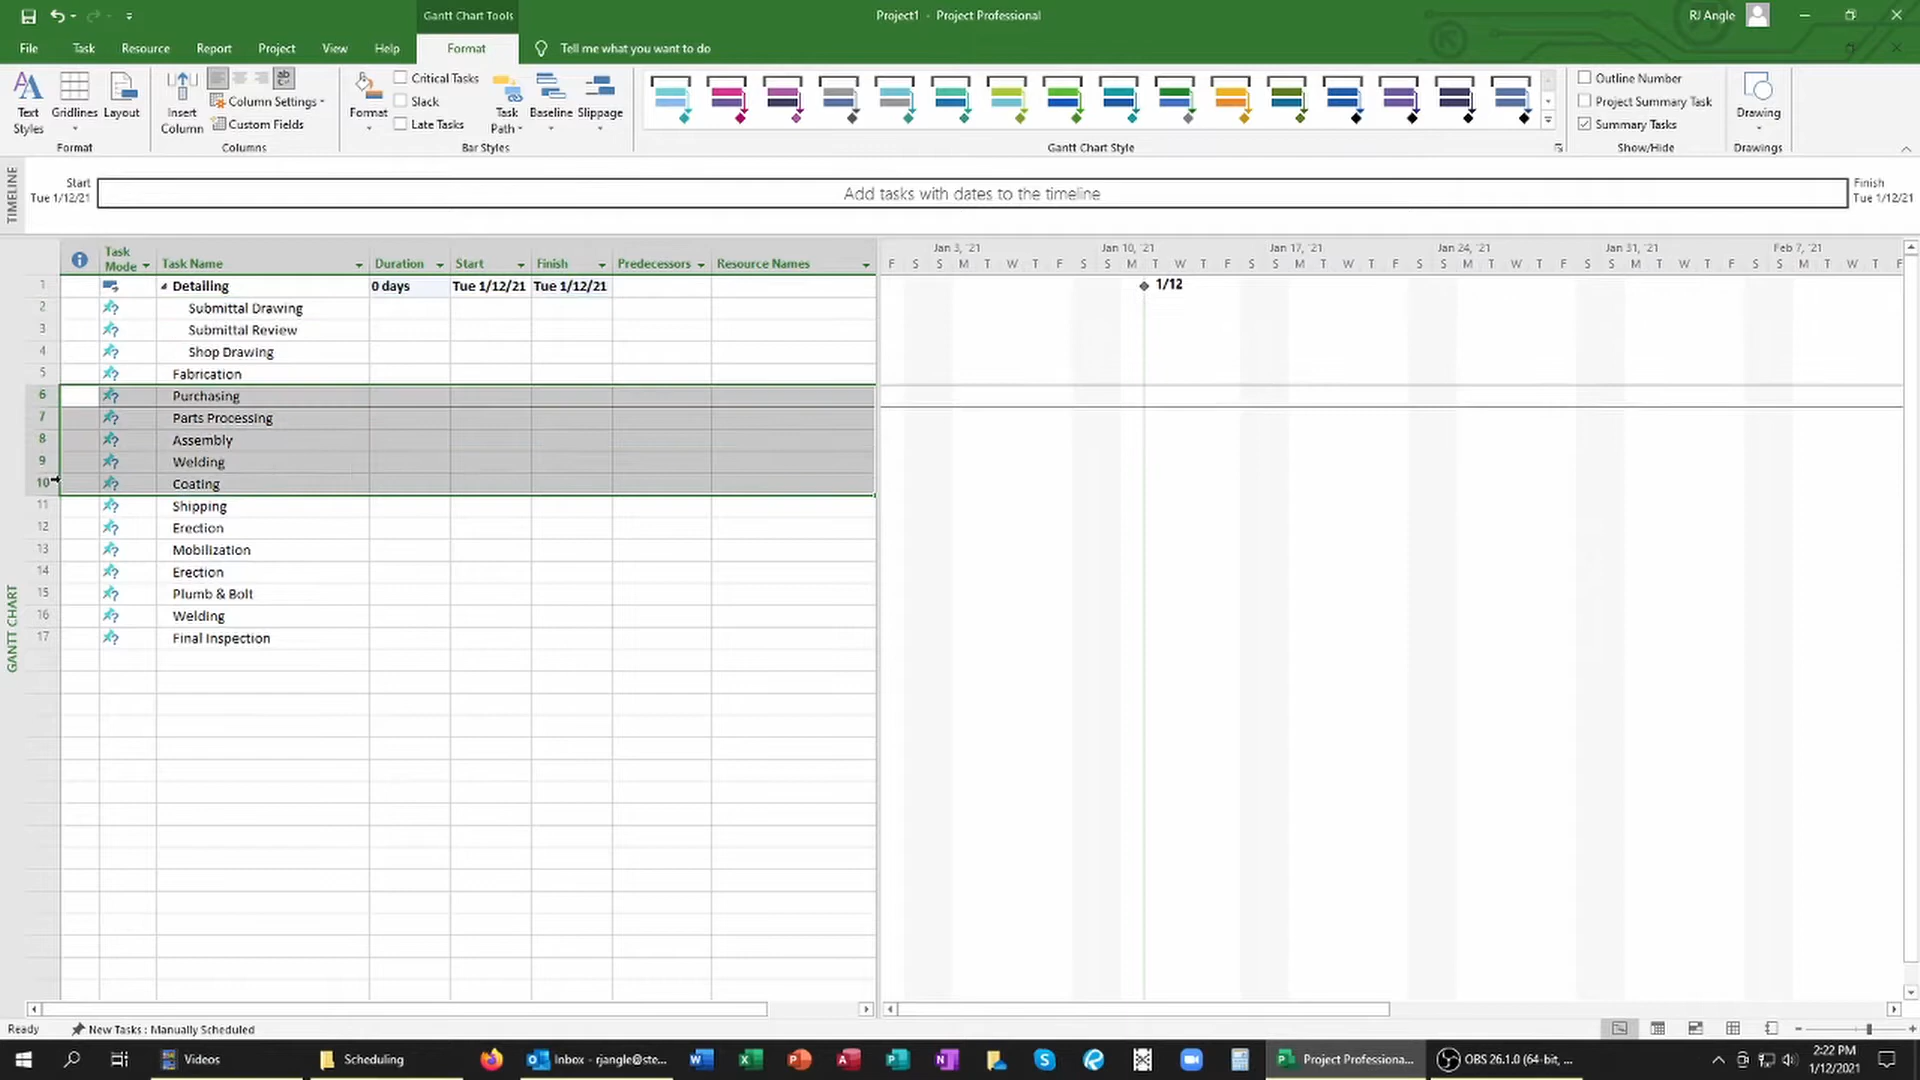 Gantt Chart Tools
Project1 - Project Professional
RJ Angle
File Task Resource Report Project View Help Format Tell me what you want to do
Text Styles
Gridlines
Layout
Format
Insert Column
Column Settings
Custom Fields
Columns
Format
Critical Tasks
Slack
Late Tasks
Task Path
Baseline
Slippage
Bar Styles
Gantt Chart Style
Outline Number
Project Summary Task
Summary Tasks
Show/Hide
Drawing
Drawings
TIMELINE
Start
Tue 1/12/21
Add tasks with dates to the timeline
Finish
Tue 1/12/21
Task Mode Task Name Duration Start Finish Predecessors Resource Names
Jan 3, '21 Jan 10, '21 Jan 17, '21 Jan 24, '21 Jan 31, '21 Feb 7, '21
F S S M T W T F S S M T W T F S S M T W T F S S M T W T F S S M T W T F S S M T W T F
1 Detailing 0 days Tue 1/12/21 Tue 1/12/21 1/12
2 Submittal Drawing
3 Submittal Review
4 Shop Drawing
5 Fabrication
6 Purchasing
7 Parts Processing
8 Assembly
9 Welding
10 Coating
11 Shipping
12 Erection
13 Mobilization
14 Erection
15 Plumb & Bolt
16 Welding
17 Final Inspection
GANTT CHART
Ready New Tasks : Manually Scheduled
Videos Scheduling Inbox - rjangle@ste... Project Professiona... OBS 26.1.0 (64-bit, ... 2:22 PM
1/12/2021